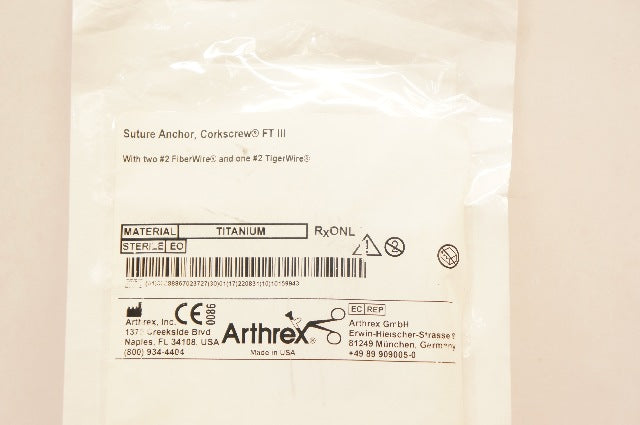 Suture Anchor, Corkscrew® FT III
With two #2 FiberWire® and one #2 TigerWire®
MATERIAL TITANIUM RxONL
STERILE EO
EC REP
0086
Arthrex, Inc.
Creekside Blvd
Naples, FL 34108, USA
(800) 934-4404
Arthrex®
Made in USA
Arthrex GmbH
Erwin-Hielscher-Strasse 9
81249 München, Germany
+49 89 909005-0